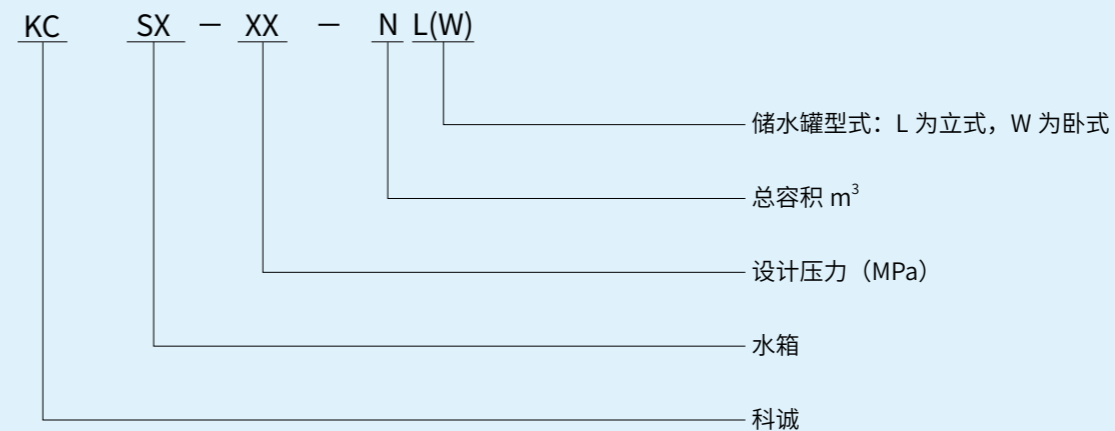 KC SX － XX － N L(W)
储水罐型式：L 为立式，W 为卧式
总容积 m³
设计压力（MPa）
水箱
科诚